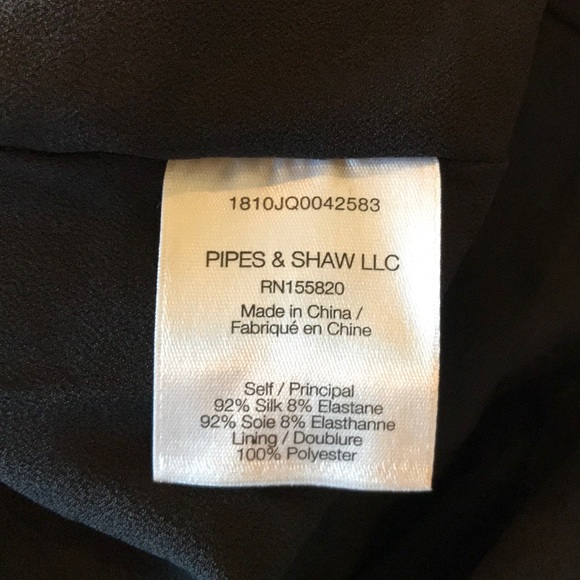 1810JQ0042583
PIPES & SHAW LLC
RN155820
Made in China /
Fabriqué en Chine
Self / Principal
92% Silk 8% Elastane
92% Soie 8% Elasthanne
Lining / Doublure
100% Polyester